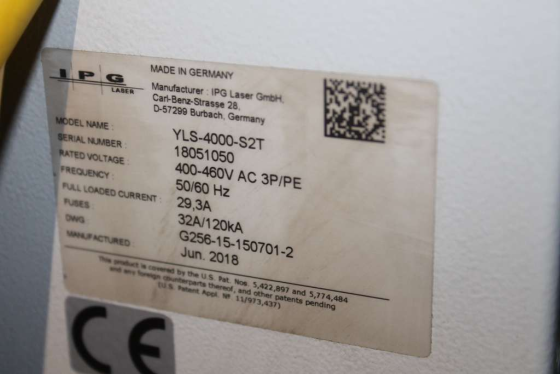 IPG
LASER
MADE IN GERMANY
Manufacturer : IPG Laser GmbH,
Carl-Benz-Strasse 28,
D-57299 Burbach, Germany
MODEL NAME : YLS-4000-S2T
SERIAL NUMBER : 18051050
RATED VOLTAGE : 400-460V AC 3P/PE
FREQUENCY : 50/60 Hz
FULL LOADED CURRENT : 29,3A
FUSES : 32A/120kA
DWG G256-15-150701-2
MANUFACTURED Jun. 2018
This product is covered by the U.S. Pat. Nos. 5,422,897 and 5,774,484
and any foreign counterparts thereof, and other patents pending
(U.S. Patent Appl. № 11/973,437)
CE